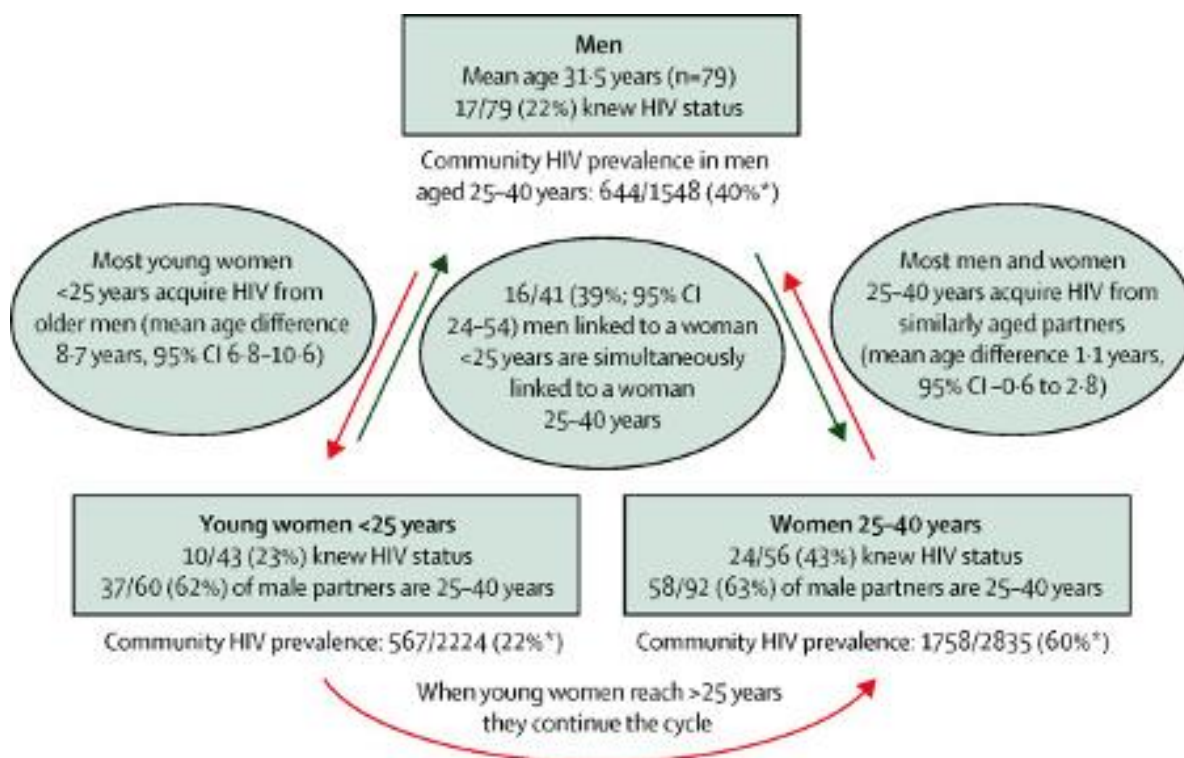 Men
Mean age 31·5 years (n=79)
17/79 (22%) knew HIV status
Community HIV prevalence in men
aged 25–40 years: 644/1548 (40%*)
Most young women
<25 years acquire HIV from
older men (mean age difference
8·7 years, 95% CI 6·8–10·6)
16/41 (39%; 95% CI
24–54) men linked to a woman
<25 years are simultaneously
linked to a woman
25–40 years
Most men and women
25–40 years acquire HIV from
similarly aged partners
(mean age difference 1·1 years,
95% CI –0·6 to 2·8)
Young women <25 years
10/43 (23%) knew HIV status
37/60 (62%) of male partners are 25–40 years
Community HIV prevalence: 567/2224 (22%*)
Women 25–40 years
24/56 (43%) knew HIV status
58/92 (63%) of male partners are 25–40 years
Community HIV prevalence: 1758/2835 (60%*)
When young women reach >25 years
they continue the cycle